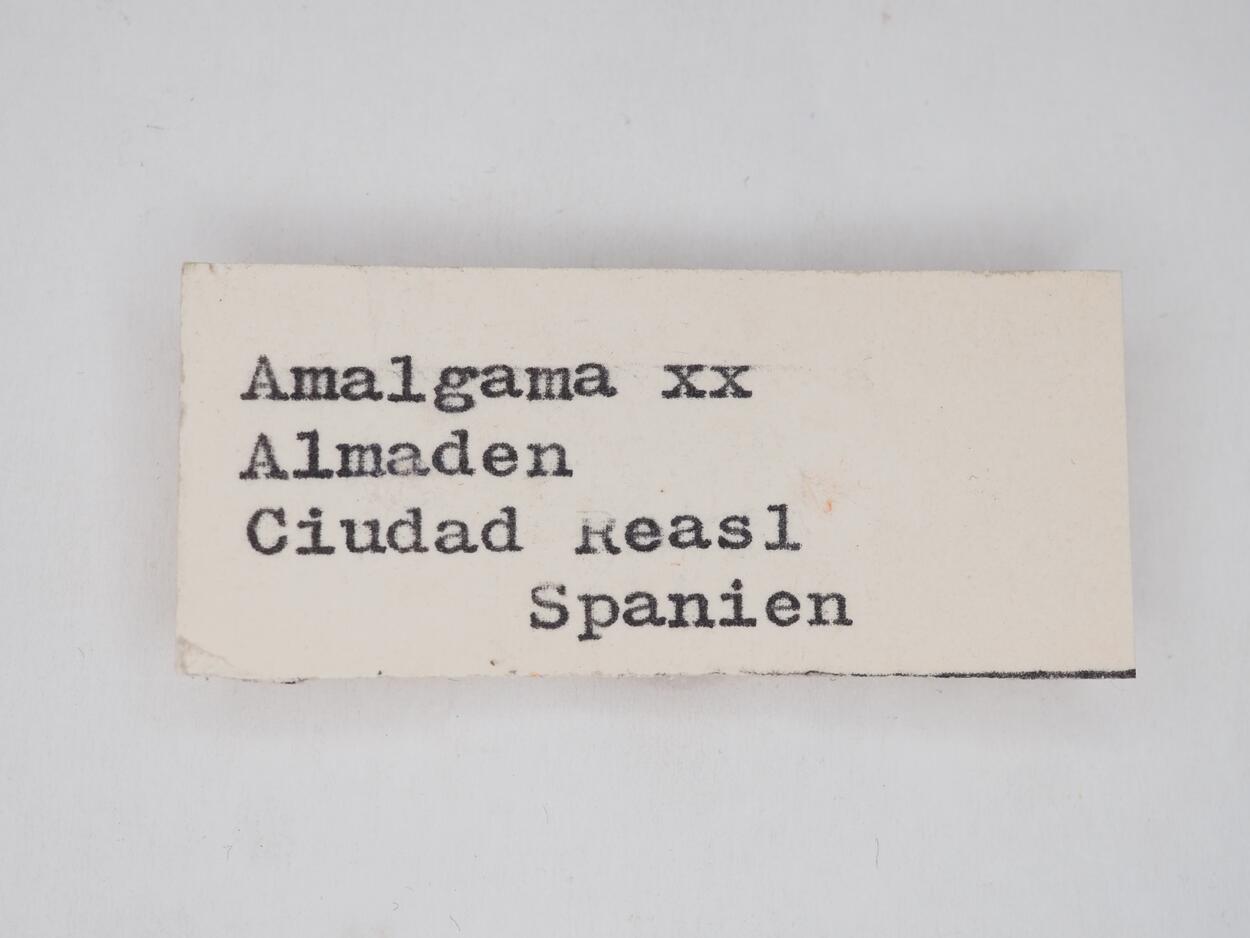 Amalgama xx
Almaden
Ciudad Reasl
Spanien